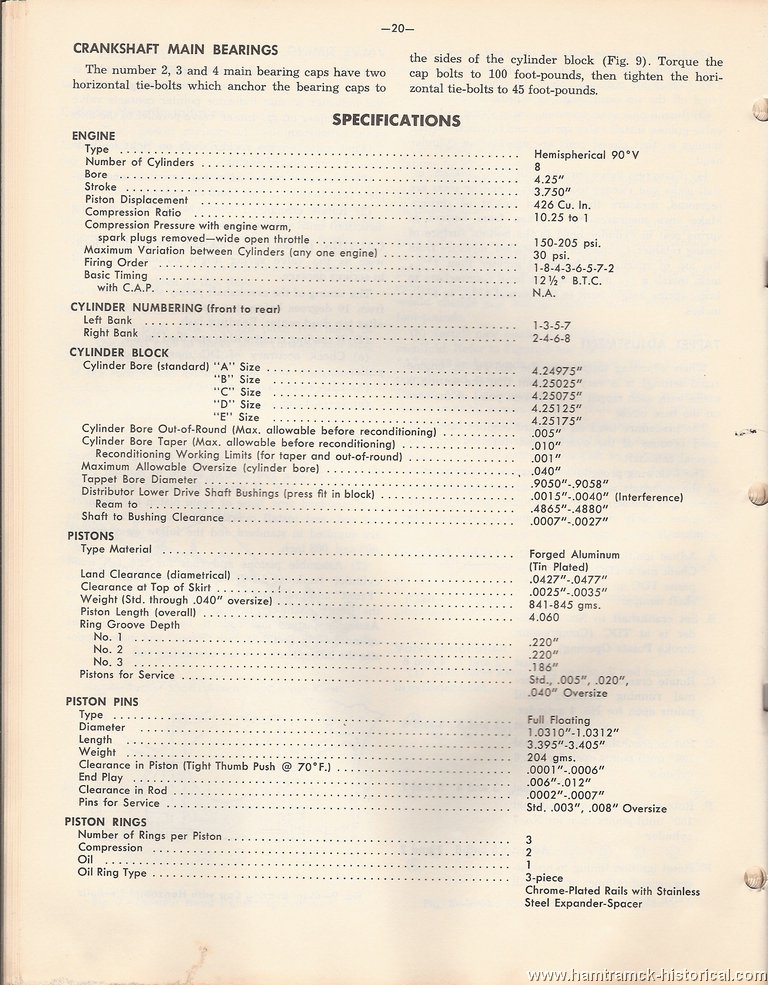 —20—
CRANKSHAFT MAIN BEARINGS
The number 2, 3 and 4 main bearing caps have two
horizontal tie-bolts which anchor the bearing caps to
the sides of the cylinder block (Fig. 9). Torque the
cap bolts to 100 foot-pounds, then tighten the hori-
zontal tie-bolts to 45 foot-pounds.
SPECIFICATIONS
ENGINE
Type ... Hemispherical 90°V
Number of Cylinders ... 8
Bore ... 4.25"
Stroke ... 3.750"
Piston Displacement ... 426 Cu. In.
Compression Ratio ... 10.25 to 1
Compression Pressure with engine warm,
spark plugs removed—wide open throttle ... 150-205 psi.
Maximum Variation between Cylinders (any one engine) ... 30 psi.
Firing Order ... 1-8-4-3-6-5-7-2
Basic Timing ... 12½° B.T.C.
with C.A.P. ... N.A.
CYLINDER NUMBERING (front to rear)
Left Bank ... 1-3-5-7
Right Bank ... 2-4-6-8
CYLINDER BLOCK
Cylinder Bore (standard) "A" Size ... 4.24975"
"B" Size ... 4.25025"
"C" Size ... 4.25075"
"D" Size ... 4.25125"
"E" Size ... 4.25175"
Cylinder Bore Out-of-Round (Max. allowable before reconditioning) ... .005"
Cylinder Bore Taper (Max. allowable before reconditioning) ... .010"
Reconditioning Working Limits (for taper and out-of-round) ... .001"
Maximum Allowable Oversize (cylinder bore) ... .040"
Tappet Bore Diameter ... .9050"-.9058"
Distributor Lower Drive Shaft Bushings (press fit in block) ... .0015"-.0040" (Interference)
Ream to ... .4865"-.4880"
Shaft to Bushing Clearance ... .0007"-.0027"
PISTONS
Type Material ... Forged Aluminum
(Tin Plated)
Land Clearance (diametrical) ... .0427"-.0477"
Clearance at Top of Skirt ... .0025"-.0035"
Weight (Std. through .040" oversize) ... 841-845 gms.
Piston Length (overall) ... 4.060
Ring Groove Depth
No. 1 ... .220"
No. 2 ... .220"
No. 3 ... .186"
Pistons for Service ... Std., .005", .020",
.040" Oversize
PISTON PINS
Type ... Full Floating
Diameter ... 1.0310"-1.0312"
Length ... 3.395"-3.405"
Weight ... 204 gms.
Clearance in Piston (Tight Thumb Push @ 70°F.) ... .0001"-.0006"
End Play ... .006"-.012"
Clearance in Rod ... .0002"-.0007"
Pins for Service ... Std. .003", .008" Oversize
PISTON RINGS
Number of Rings per Piston ... 3
Compression ... 2
Oil ... 1
Oil Ring Type ... 3-piece
Chrome-Plated Rails with Stainless
Steel Expander-Spacer
www.hamtramck-historical.com